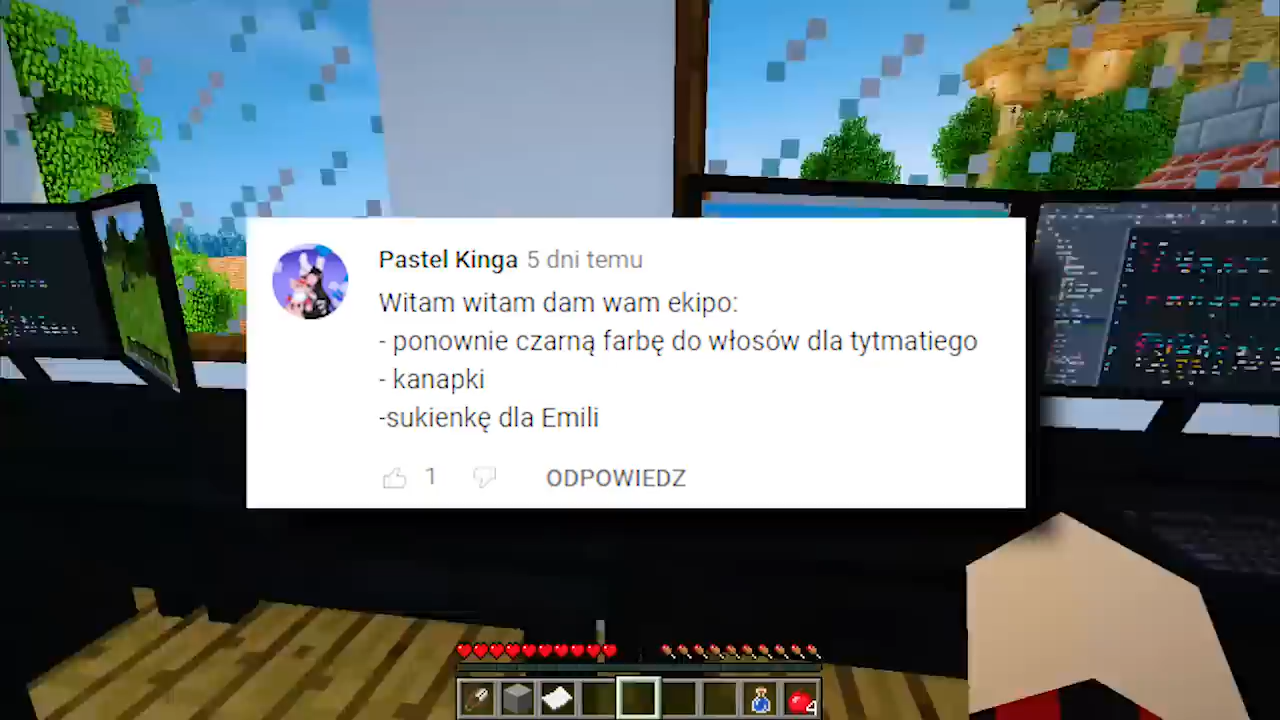 Pastel Kinga 5 dni temu
Witam witam dam wam ekipo:
- ponownie czarną farbę do włosów dla tytmatiego
- kanapki
-sukienkę dla Emili
1 ODPOWIEDZ
4